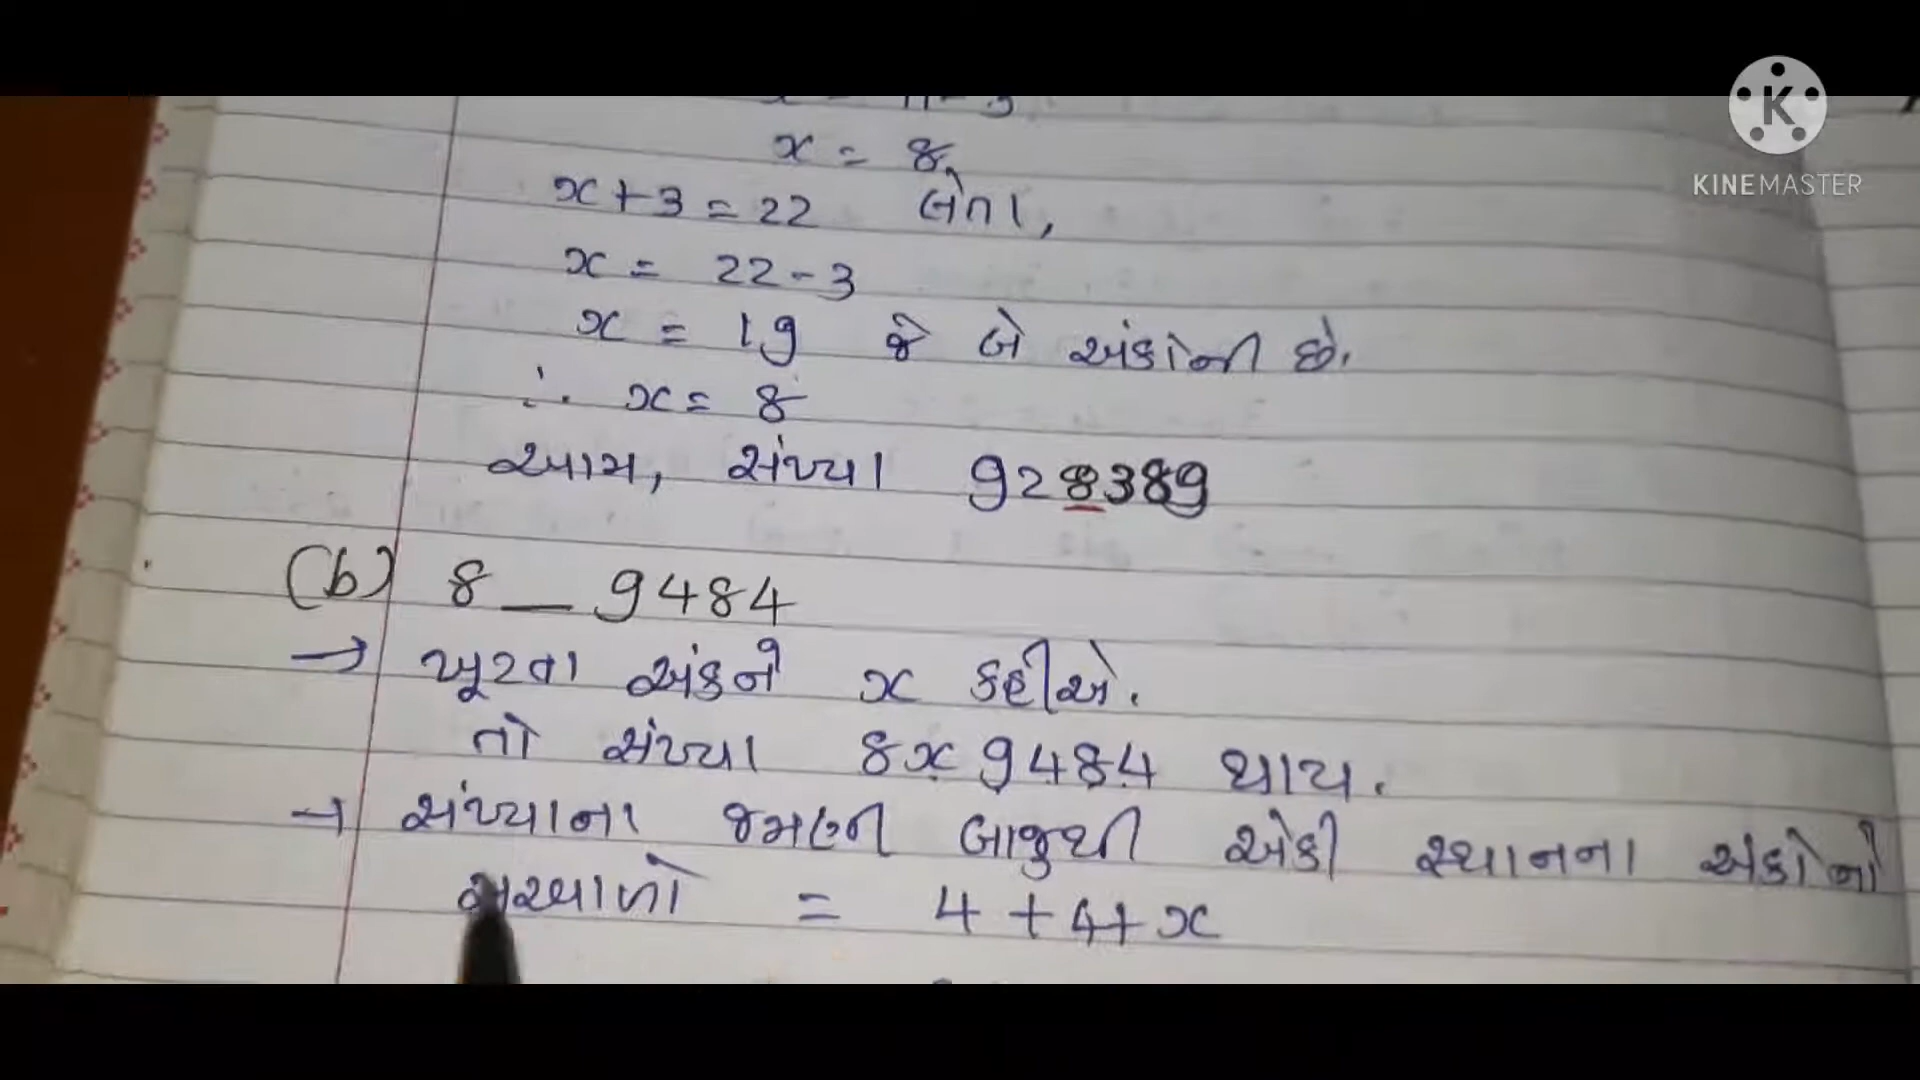 x = 8
x + 3 = 22 લેતા,
x = 22 - 3
x = 19 જે બે અંકોની છે.
∴ x = 8
આમ, સંખ્યા 928389
(b) 8 __ 9484
→ ખૂટતા અંકને x કહીએ.
તો સંખ્યા 8x9484 થાય.
→ સંખ્યાના જમણી બાજુથી એકી સ્થાનના અંકોનો
સરવાળો = 4 + 4 + x
KINEMASTER